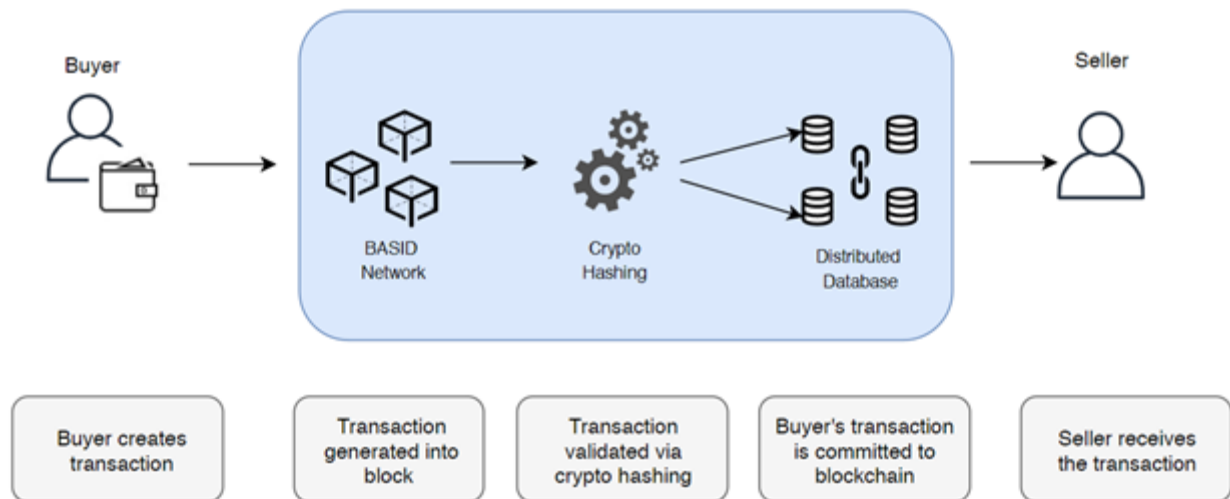 Buyer
Seller
BASID
Network
Crypto
Hashing
Distributed
Database
Buyer creates
transaction
Transaction
generated into
block
Transaction
validated via
crypto hashing
Buyer's transaction
is committed to
blockchain
Seller receives
the transaction